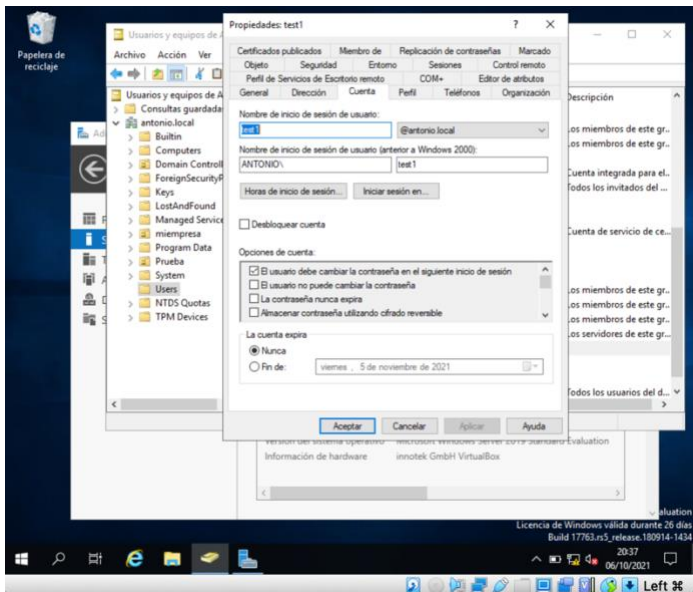 Papelera de
reciclaje
Usuarios y equipos de A
Archivo Acción Ver
Usuarios y equipos de A
Consultas guardada
antonio.local
Builtin
Computers
Domain Controll
ForeignSecurityP
Keys
LostAndFound
Managed Service
miempresa
Program Data
Prueba
System
Users
NTDS Quotas
TPM Devices
Propiedades: test1
Certificados publicados Miembro de Replicación de contraseñas Marcado
Objeto Seguridad Entorno Sesiones Control remoto
Perfil de Servicios de Escritorio remoto COM+ Editor de atributos
General Dirección Cuenta Perfil Teléfonos Organización
Nombre de inicio de sesión de usuario:
test1 @antonio.local
Nombre de inicio de sesión de usuario (anterior a Windows 2000):
ANTONIO\ test1
Horas de inicio de sesión... Iniciar sesión en...
Desbloquear cuenta
Opciones de cuenta:
El usuario debe cambiar la contraseña en el siguiente inicio de sesión
El usuario no puede cambiar la contraseña
La contraseña nunca expira
Almacenar contraseña utilizando cifrado reversible
La cuenta expira
Nunca
Fin de: viernes , 5 de noviembre de 2021
Aceptar Cancelar Aplicar Ayuda
Descripción
Los miembros de este gr..
Los miembros de este gr..
Cuenta integrada para el..
Todos los invitados del ...
Cuenta de servicio de ce...
Los miembros de este gr..
Los miembros de este gr..
Los miembros de este gr..
Los servidores de este gr...
Todos los usuarios del d...
Versión del sistema operativo Microsoft Windows Server 2019 Standard Evaluation
Información de hardware innotek GmbH VirtualBox
aluation
Licencia de Windows válida durante 26 días
Build 17763.rs5_release.180914-1434
20:37
06/10/2021
Left ⌘